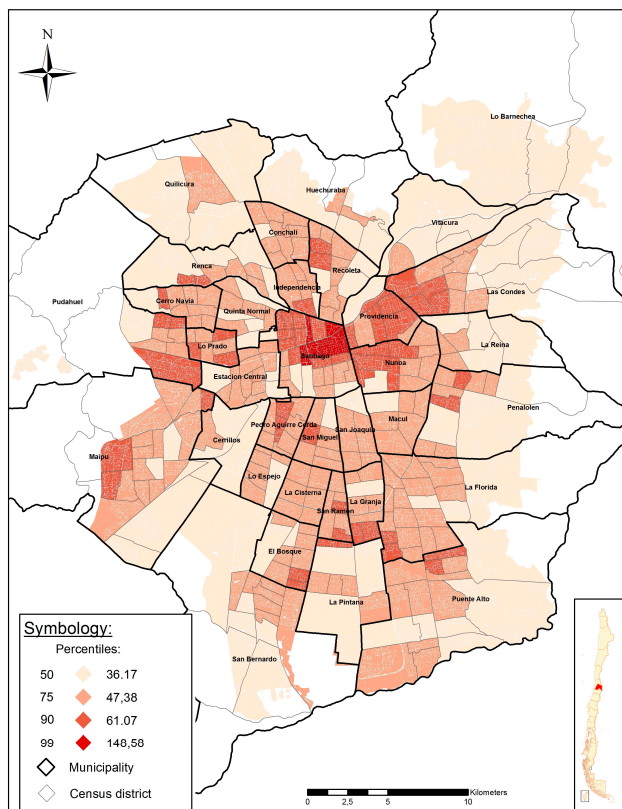 N
Lo Barnechea
Quilicura
Huechuraba
Vitacura
Conchali
Renca
Recoleta
Las Condes
Pudahuel
Independencia
Cerro Navia
Quinta Normal
Providencia
Lo Prado
Santiago
Nunoa
La Reina
Estacion Central
Penalolen
Pedro Aguirre Cerda
San Joaquin
Macul
Cerrillos
San Miguel
Maipu
Lo Espejo
La Florida
La Cisterna
La Granja
San Ramon
El Bosque
La Pintana
Puente Alto
San Bernardo
Symbology:
Percentiles:
50 36.17
75 47,38
90 61.07
99 148,58
Municipality
Census district
Kilometers
0 2,5 5 10